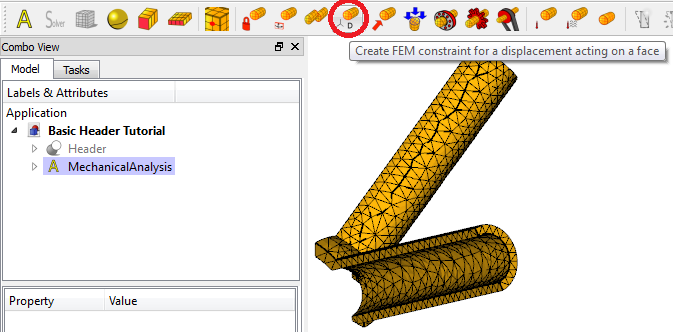 A Solver D
Combo View
Create FEM constraint for a displacement acting on a face
Model Tasks
Labels & Attributes
Application
Basic Header Tutorial
Header
A MechanicalAnalysis
Property Value